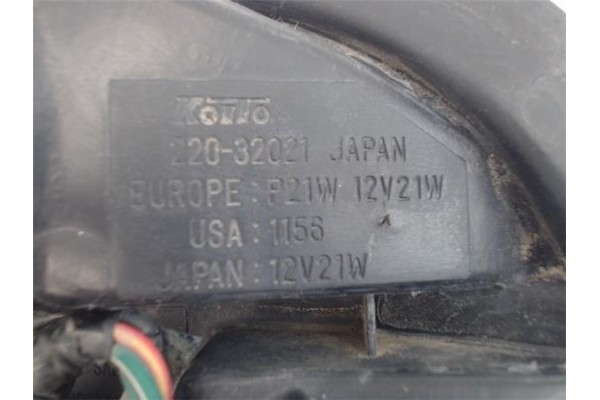 KOITO
220-32021 JAPAN
EUROPE : P21W 12V21W
USA : 1156
JAPAN : 12V21W